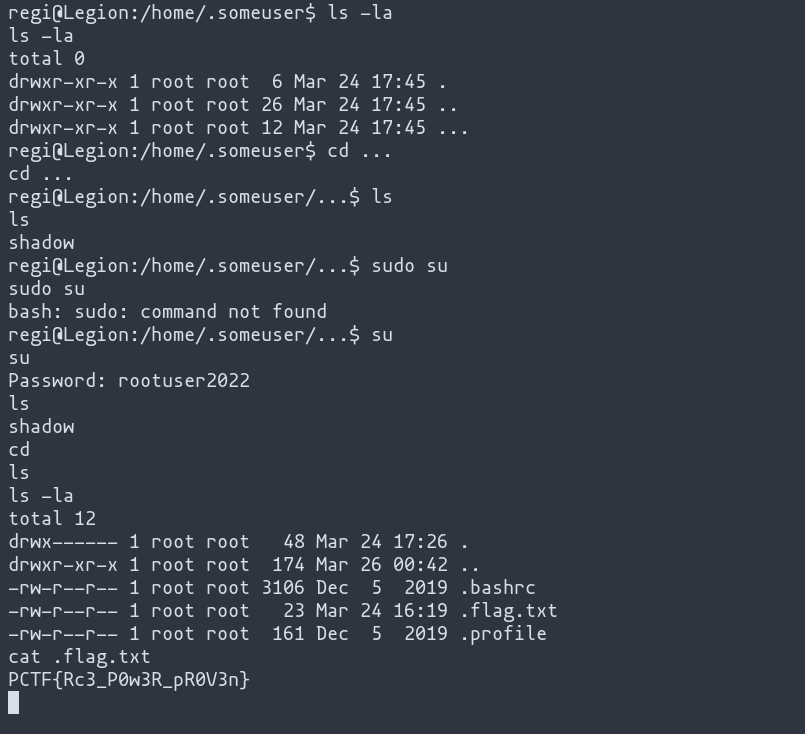 regi@Legion:/home/.someuser$ ls -la
ls -la
total 0
drwxr-xr-x 1 root root  6 Mar 24 17:45 .
drwxr-xr-x 1 root root 26 Mar 24 17:45 ..
drwxr-xr-x 1 root root 12 Mar 24 17:45 ...
regi@Legion:/home/.someuser$ cd ...
cd ...
regi@Legion:/home/.someuser/...$ ls
ls
shadow
regi@Legion:/home/.someuser/...$ sudo su
sudo su
bash: sudo: command not found
regi@Legion:/home/.someuser/...$ su
su
Password: rootuser2022
ls
shadow
cd
ls
ls -la
total 12
drwx------ 1 root root   48 Mar 24 17:26 .
drwxr-xr-x 1 root root  174 Mar 26 00:42 ..
-rw-r--r-- 1 root root 3106 Dec  5  2019 .bashrc
-rw-r--r-- 1 root root   23 Mar 24 16:19 .flag.txt
-rw-r--r-- 1 root root  161 Dec  5  2019 .profile
cat .flag.txt
PCTF{Rc3_P0w3R_pR0V3n}